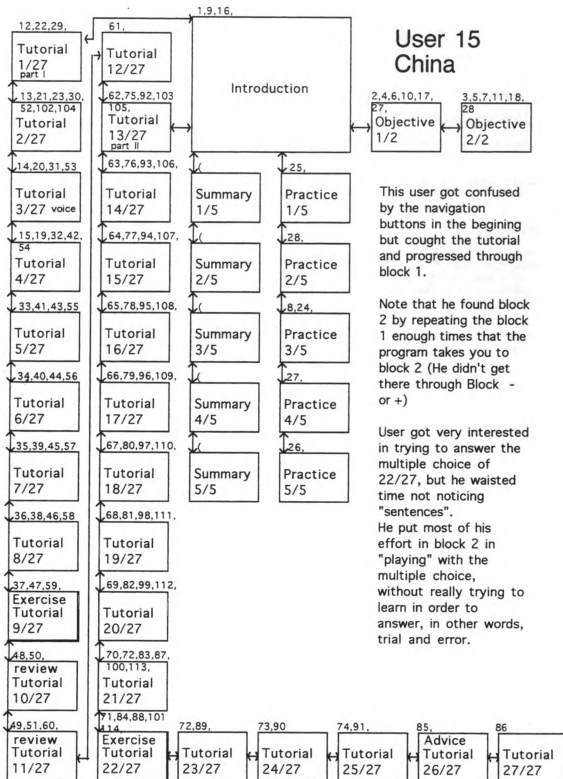 User 15
China
1,9,16,
Introduction
12,22,29,
Tutorial
1/27
part I
13,21,23,30,
52,102,104
Tutorial
2/27
14,20,31,53
Tutorial
3/27 voice
15,19,32,42,
54
Tutorial
4/27
33,41,43,55
Tutorial
5/27
34,40,44,56
Tutorial
6/27
35,39,45,57
Tutorial
7/27
36,38,46,58
Tutorial
8/27
37,47,59,
Exercise
Tutorial
9/27
48,50,
review
Tutorial
10/27
49,51,60,
review
Tutorial
11/27
61,
Tutorial
12/27
62,75,92,103
105,
Tutorial
13/27
part II
63,76,93,106,
Tutorial
14/27
64,77,94,107,
Tutorial
15/27
65,78,95,108,
Tutorial
16/27
66,79,96,109,
Tutorial
17/27
67,80,97,110,
Tutorial
18/27
68,81,98,111,
Tutorial
19/27
69,82,99,112,
Tutorial
20/27
70,72,83,87,
100,113,
Tutorial
21/27
71,84,88,101
114
Exercise
Tutorial
22/27
72,89,
Tutorial
23/27
73,90
Tutorial
24/27
74,91,
Tutorial
25/27
85,
Advice
Tutorial
26/27
86
Tutorial
27/27
(
Summary
1/5
(
Summary
2/5
(
Summary
3/5
(
Summary
4/5
(
Summary
5/5
25,
Practice
1/5
28,
Practice
2/5
8,24,
Practice
3/5
27,
Practice
4/5
26,
Practice
5/5
2,4,6,10,17,
27,
Objective
1/2
3,5,7,11,18,
28
Objective
2/2
This user got confused
by the navigation
buttons in the begining
but cought the tutorial
and progressed through
block 1.
Note that he found block
2 by repeating the block
1 enough times that the
program takes you to
block 2 (He didn't get
there through Block -
or +)
User got very interested
in trying to answer the
multiple choice of
22/27, but he waisted
time not noticing
"sentences".
He put most of his
effort in block 2 in
"playing" with the
multiple choice,
without really trying to
learn in order to
answer, in other words,
trial and error.